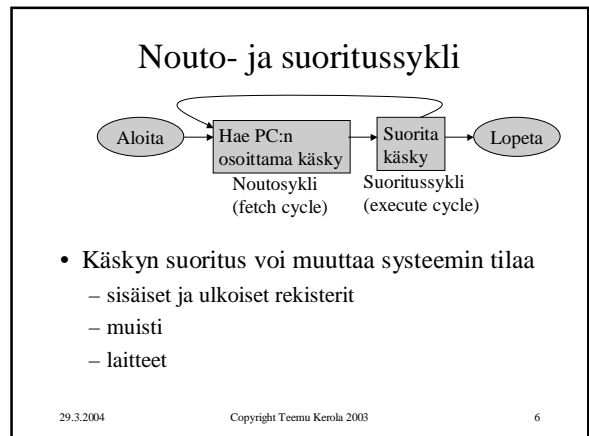 Nouto- ja suoritussykli
Aloita
Hae PC:n
osoittama käsky
Suorita
käsky
Lopeta
Noutosykli
(fetch cycle)
Suoritussykli
(execute cycle)
• Käskyn suoritus voi muuttaa systeemin tilaa
– sisäiset ja ulkoiset rekisterit
– muisti
– laitteet
29.3.2004 Copyright Teemu Kerola 2003 6